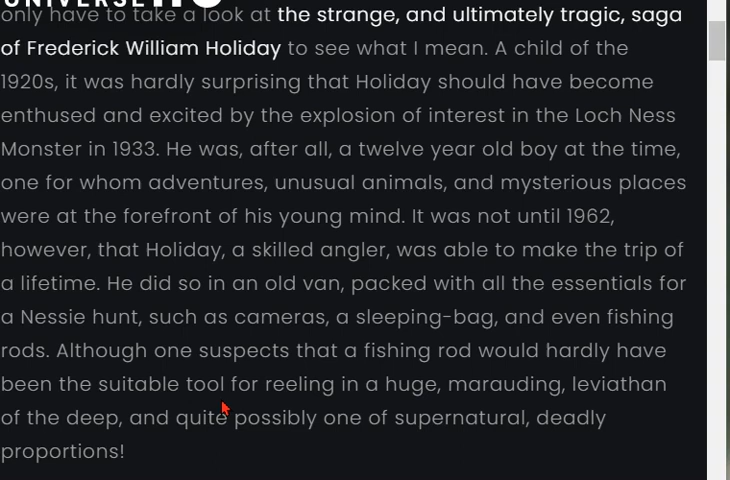 UNIVERSE
only have to take a look at the strange, and ultimately tragic, saga
of Frederick William Holiday to see what I mean. A child of the
1920s, it was hardly surprising that Holiday should have become
enthused and excited by the explosion of interest in the Loch Ness
Monster in 1933. He was, after all, a twelve year old boy at the time,
one for whom adventures, unusual animals, and mysterious places
were at the forefront of his young mind. It was not until 1962,
however, that Holiday, a skilled angler, was able to make the trip of
a lifetime. He did so in an old van, packed with all the essentials for
a Nessie hunt, such as cameras, a sleeping-bag, and even fishing
rods. Although one suspects that a fishing rod would hardly have
been the suitable tool for reeling in a huge, marauding, leviathan
of the deep, and quite possibly one of supernatural, deadly
proportions!